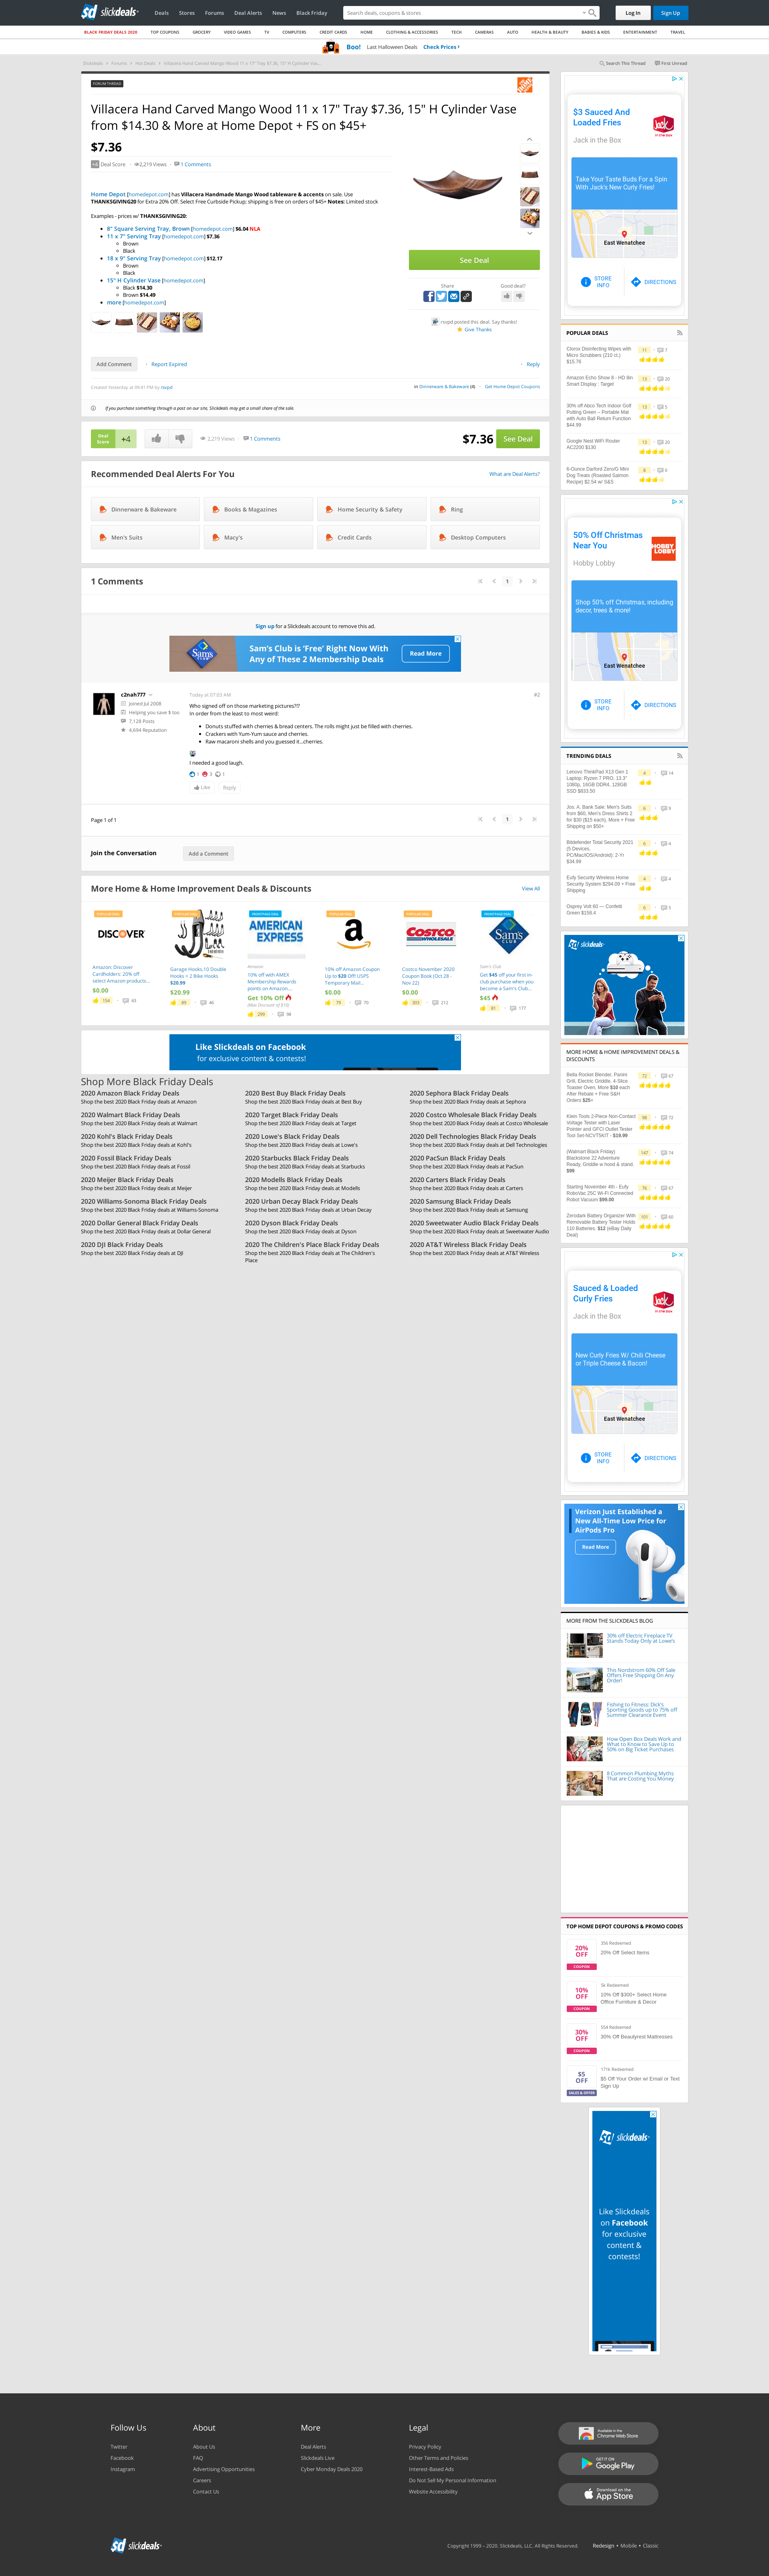 slickdeals
Deals
Stores
Forums
Deal Alerts
News
Black Friday
Search deals, coupons & stores
Log In
Sign Up
BLACK FRIDAY DEALS 2020
TOP COUPONS
GROCERY
VIDEO GAMES
TV
COMPUTERS
CREDIT CARDS
HOME
CLOTHING & ACCESSORIES
TECH
CAMERAS
AUTO
HEALTH & BEAUTY
BABIES & KIDS
ENTERTAINMENT
TRAVEL
Boo! Last Halloween Deals Check Prices
Slickdeals > Forums > Hot Deals > Villacera Hand Carved Mango Wood 11 x 17" Tray $7.36, 15" H Cylinder Vas...
Search This Thread
First Unread
FORUM THREAD
Villacera Hand Carved Mango Wood 11 x 17" Tray $7.36, 15" H Cylinder Vase
from $14.30 & More at Home Depot + FS on $45+
$7.36
+4 Deal Score
2,219 Views
1 Comments
Home Depot [homedepot.com] has Villacera Handmade Mango Wood tableware & accents on sale. Use
THANKSGIVING20 for Extra 20% Off. Select Free Curbside Pickup; shipping is free on orders of $45+ Notes: Limited stock
Examples - prices w/ THANKSGIVING20:
8" Square Serving Tray, Brown [homedepot.com] $6.04 NLA
11 x 7" Serving Tray [homedepot.com] $7.36
Brown
Black
18 x 9" Serving Tray [homedepot.com] $12.17
Brown
Black
15" H Cylinder Vase [homedepot.com]
Black $14.30
Brown $14.49
more [homedepot.com]
See Deal
Share
Good deal?
rsxpd posted this deal. Say thanks!
Give Thanks
Add Comment
Report Expired
Reply
Created Yesterday at 09:41 PM by rsxpd
in Dinnerware & Bakeware (4)
Get Home Depot Coupons
If you purchase something through a post on our site, Slickdeals may get a small share of the sale.
Deal
Score
+4
2,219 Views
1 Comments
$7.36
See Deal
Recommended Deal Alerts For You
What are Deal Alerts?
Dinnerware & Bakeware
Books & Magazines
Home Security & Safety
Ring
Men's Suits
Macy's
Credit Cards
Desktop Computers
1 Comments
1
Sign up for a Slickdeals account to remove this ad.
Sam's
CLUB
Sam's Club is 'Free' Right Now With
Any of These 2 Membership Deals
Read More
c2nah777
Joined Jul 2008
Helping you save $ too
7,128 Posts
4,694 Reputation
Today at 07:03 AM
#2
Who signed off on those marketing pictures?!?
In order from the least to most weird:
Donuts stuffed with cherries & bread centers. The rolls might just be filled with cherries.
Crackers with Yum-Yum sauce and cherries.
Raw macaroni shells and you guessed it...cherries.
I needed a good laugh.
1
3
1
Like
Reply
Page 1 of 1
1
Join the Conversation
Add a Comment
More Home & Home Improvement Deals & Discounts
View All
DISCOVER
Amazon: Discover
Cardholders: 20% off
select Amazon products...
$0.00
154
43
Garage Hooks,10 Double
Hooks + 2 Bike Hooks
$20.99
$20.99
89
46
AMERICAN
EXPRESS
Amazon
10% off with AMEX
Membership Rewards
points on Amazon...
Get 10% Off
(Max Discount of $10)
299
98
10% off Amazon Coupon
Up to $20 Off! USPS
Temporary Mail...
$0.00
79
70
COSTCO
WHOLESALE
Costco November 2020
Coupon Book (Oct 28 -
Nov 22)
$0.00
303
212
Sam's
CLUB
Sam's Club
Get $45 off your first in-
club purchase when you
become a Sam's Club...
$45
81
177
Like Slickdeals on Facebook
for exclusive content & contests!
Shop More Black Friday Deals
2020 Amazon Black Friday Deals
Shop the best 2020 Black Friday deals at Amazon
2020 Best Buy Black Friday Deals
Shop the best 2020 Black Friday deals at Best Buy
2020 Sephora Black Friday Deals
Shop the best 2020 Black Friday deals at Sephora
2020 Walmart Black Friday Deals
Shop the best 2020 Black Friday deals at Walmart
2020 Target Black Friday Deals
Shop the best 2020 Black Friday deals at Target
2020 Costco Wholesale Black Friday Deals
Shop the best 2020 Black Friday deals at Costco Wholesale
2020 Kohl's Black Friday Deals
Shop the best 2020 Black Friday deals at Kohl's
2020 Lowe's Black Friday Deals
Shop the best 2020 Black Friday deals at Lowe's
2020 Dell Technologies Black Friday Deals
Shop the best 2020 Black Friday deals at Dell Technologies
2020 Fossil Black Friday Deals
Shop the best 2020 Black Friday deals at Fossil
2020 Starbucks Black Friday Deals
Shop the best 2020 Black Friday deals at Starbucks
2020 PacSun Black Friday Deals
Shop the best 2020 Black Friday deals at PacSun
2020 Meijer Black Friday Deals
Shop the best 2020 Black Friday deals at Meijer
2020 Modells Black Friday Deals
Shop the best 2020 Black Friday deals at Modells
2020 Carters Black Friday Deals
Shop the best 2020 Black Friday deals at Carters
2020 Williams-Sonoma Black Friday Deals
Shop the best 2020 Black Friday deals at Williams-Sonoma
2020 Urban Decay Black Friday Deals
Shop the best 2020 Black Friday deals at Urban Decay
2020 Samsung Black Friday Deals
Shop the best 2020 Black Friday deals at Samsung
2020 Dollar General Black Friday Deals
Shop the best 2020 Black Friday deals at Dollar General
2020 Dyson Black Friday Deals
Shop the best 2020 Black Friday deals at Dyson
2020 Sweetwater Audio Black Friday Deals
Shop the best 2020 Black Friday deals at Sweetwater Audio
2020 DJI Black Friday Deals
Shop the best 2020 Black Friday deals at DJI
2020 The Children's Place Black Friday Deals
Shop the best 2020 Black Friday deals at The Children's
Place
2020 AT&T Wireless Black Friday Deals
Shop the best 2020 Black Friday deals at AT&T Wireless
$3 Sauced And
Loaded Fries
Jack in the Box
Take Your Taste Buds For a Spin
With Jack's New Curly Fries!
East Wenatchee
STORE
INFO
DIRECTIONS
POPULAR DEALS
Clorox Disinfecting Wipes with
Micro Scrubbers (210 ct.)
$15.76
11
7
Amazon Echo Show 8 - HD 8in
Smart Display : Target
13
20
30% off Abco Tech Indoor Golf
Putting Green – Portable Mat
with Auto Ball Return Function
$44.99
13
5
Google Nest WiFi Router
AC2200 $130
13
20
6-Ounce Darford Zero/G Mini
Dog Treats (Roasted Salmon
Recipe) $2.54 w/ S&S
8
6
50% Off Christmas
Near You
Hobby Lobby
HOBBY
LOBBY
Shop 50% off Christmas, including
decor, trees & more!
East Wenatchee
STORE
INFO
DIRECTIONS
TRENDING DEALS
Lenovo ThinkPad X13 Gen 1
Laptop: Ryzen 7 PRO, 13.3"
1080p, 16GB DDR4, 128GB
SSD $833.50
4
14
Jos. A. Bank Sale: Men's Suits
from $60, Men's Dress Shirts 2
for $30 ($15 each), More + Free
Shipping on $50+
6
9
Bitdefender Total Security 2021
(5 Devices,
PC/Mac/iOS/Android): 2-Yr
$34.99
6
4
Eufy Security Wireless Home
Security System $294.09 + Free
Shipping
4
4
Osprey Volt 60 — Confetti
Green $158.4
6
5
slickdeals
MORE HOME & HOME IMPROVEMENT DEALS &
DISCOUNTS
Bella Rocket Blender, Panini
Grill, Electric Griddle, 4-Slice
Toaster Oven, More $10 each
After Rebate + Free S&H
Orders $25+
72
67
Klein Tools 2-Piece Non-Contact
Voltage Tester with Laser
Pointer and GFCI Outlet Tester
Tool Set-NCVT5KIT - $19.98
98
72
(Walmart Black Friday)
Blackstone 22 Adventure
Ready, Griddle w hood & stand:
$99
147
74
Starting November 4th - Eufy
RoboVac 25C Wi-Fi Connected
Robot Vacuum $99.00
76
67
Zerodark Battery Organizer With
Removable Battery Tester Holds
110 Batteries. $12 (eBay Daily
Deal)
103
60
Sauced & Loaded
Curly Fries
Jack in the Box
New Curly Fries W/ Chili Cheese
or Triple Cheese & Bacon!
East Wenatchee
STORE
INFO
DIRECTIONS
Verizon Just Established a
New All-Time Low Price for
AirPods Pro
Read More
MORE FROM THE SLICKDEALS BLOG
30% off Electric Fireplace TV
Stands Today Only at Lowe's
This Nordstrom 60% Off Sale
Offers Free Shipping On Any
Order!
Fishing to Fitness: Dick's
Sporting Goods up to 75% off
Summer Clearance Event
How Open Box Deals Work and
What to Know to Save Up to
50% on Big Ticket Purchases
8 Common Plumbing Myths
That are Costing You Money
TOP HOME DEPOT COUPONS & PROMO CODES
20%
OFF
COUPON
356 Redeemed
20% Off Select Items
10%
OFF
COUPON
5k Redeemed
10% Off $300+ Select Home
Office Furniture & Decor
30%
OFF
COUPON
554 Redeemed
30% Off Beautyrest Mattresses
$5
OFF
SALES & OFFER
171k Redeemed
$5 Off Your Order w/ Email or Text
Sign Up
slickdeals
Like Slickdeals
on Facebook
for exclusive
content &
contests!
Follow Us
Twitter
Facebook
Instagram
About
About Us
FAQ
Advertising Opportunities
Careers
Contact Us
More
Deal Alerts
Slickdeals Live
Cyber Monday Deals 2020
Legal
Privacy Policy
Other Terms and Policies
Interest-Based Ads
Do Not Sell My Personal Information
Website Accessibility
Available in the
Chrome Web Store
GET IT ON
Google Play
Download on the
App Store
slickdeals
Copyright 1999 – 2020. Slickdeals, LLC. All Rights Reserved.
Redesign • Mobile • Classic